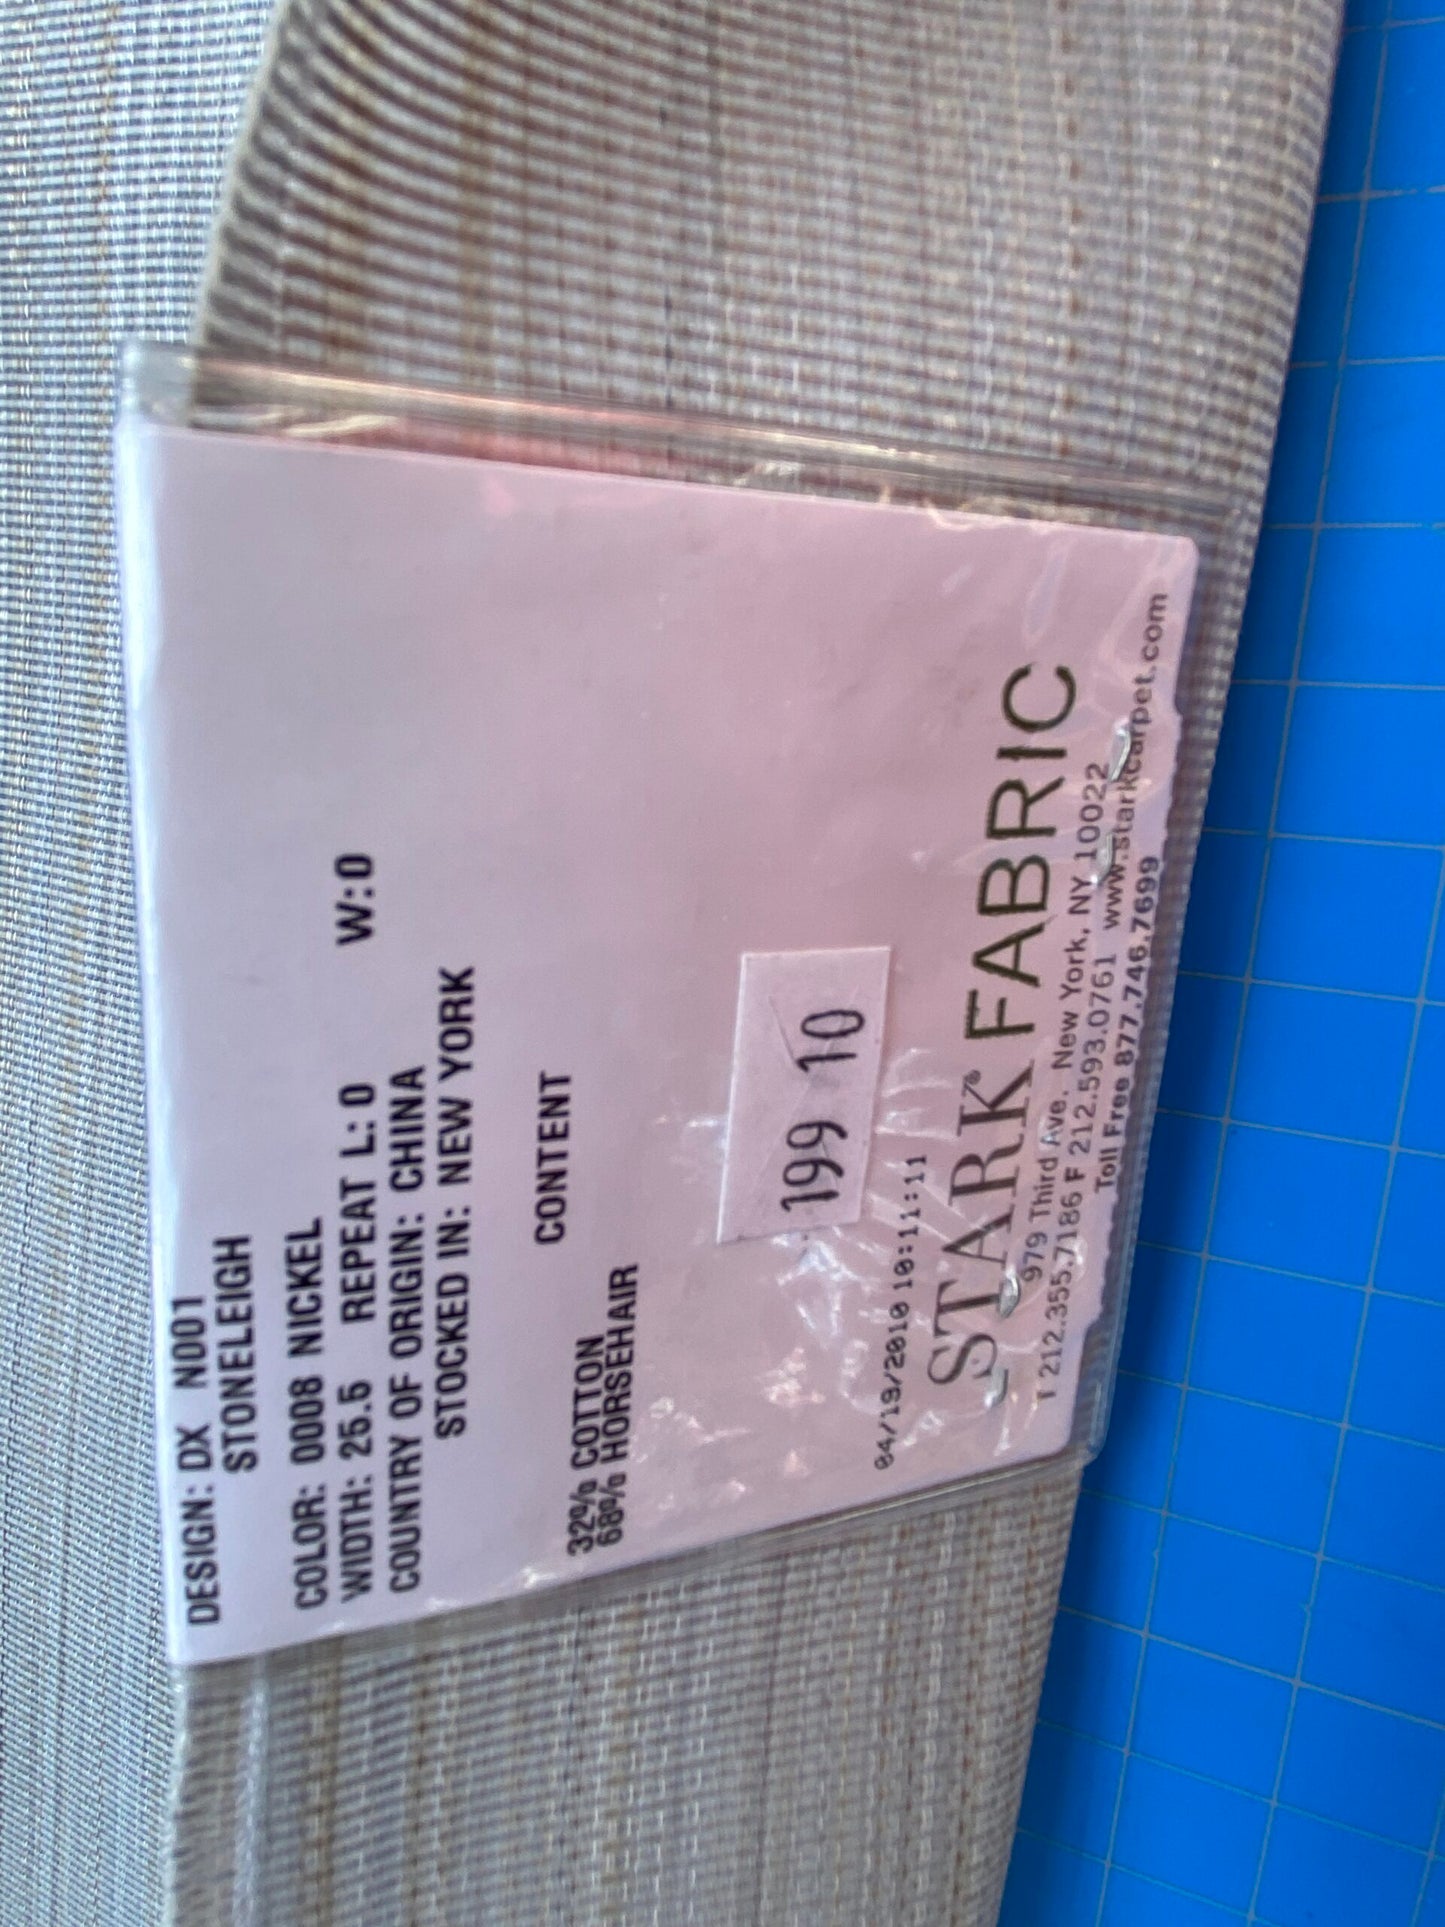 DESIGN: DX N001
STONELEIGH
COLOR: 0008 NICKEL
WIDTH: 25.5 REPEAT L: 0 W:0
COUNTRY OF ORIGIN: CHINA
STOCKED IN: NEW YORK
CONTENT
32% COTTON
68% HORSEHAIR
199 10
04/19/2010 10:11:11
STARK® FABRIC
979 Third Ave. New York, NY 10022
T 212.355.7186 F 212.593.0761 www.starkcarpet.com
Toll Free 877.746.7699